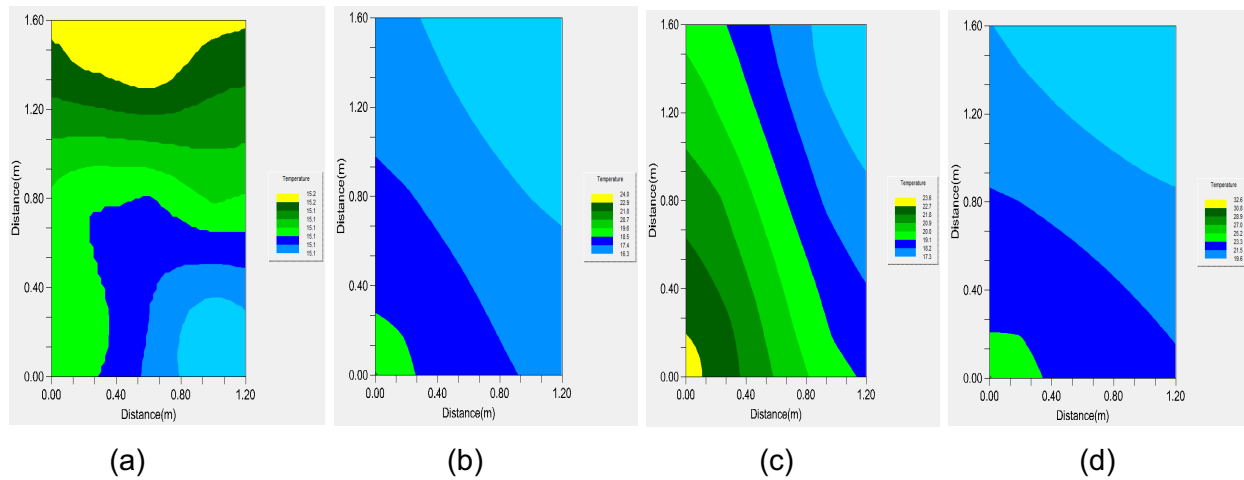 1.60
1.20
0.80
0.40
0.00
Distance(m)
0.00 0.40 0.80 1.20
Distance(m)
Temperature
15.2
15.2
15.1
15.1
15.1
15.1
15.1
15.1
(a)
1.60
1.20
0.80
0.40
0.00
Distance(m)
0.00 0.40 0.80 1.20
Distance(m)
Temperature
24.0
22.9
21.8
20.7
19.6
18.5
17.4
16.3
(b)
1.60
1.20
0.80
0.40
0.00
Distance(m)
0.00 0.40 0.80 1.20
Distance(m)
Temperature
23.6
22.7
21.8
20.9
20.0
19.1
18.2
17.3
(c)
1.60
1.20
0.80
0.40
0.00
Distance(m)
0.00 0.40 0.80 1.20
Distance(m)
Temperature
32.6
30.8
28.9
27.0
25.2
23.3
21.5
19.6
(d)